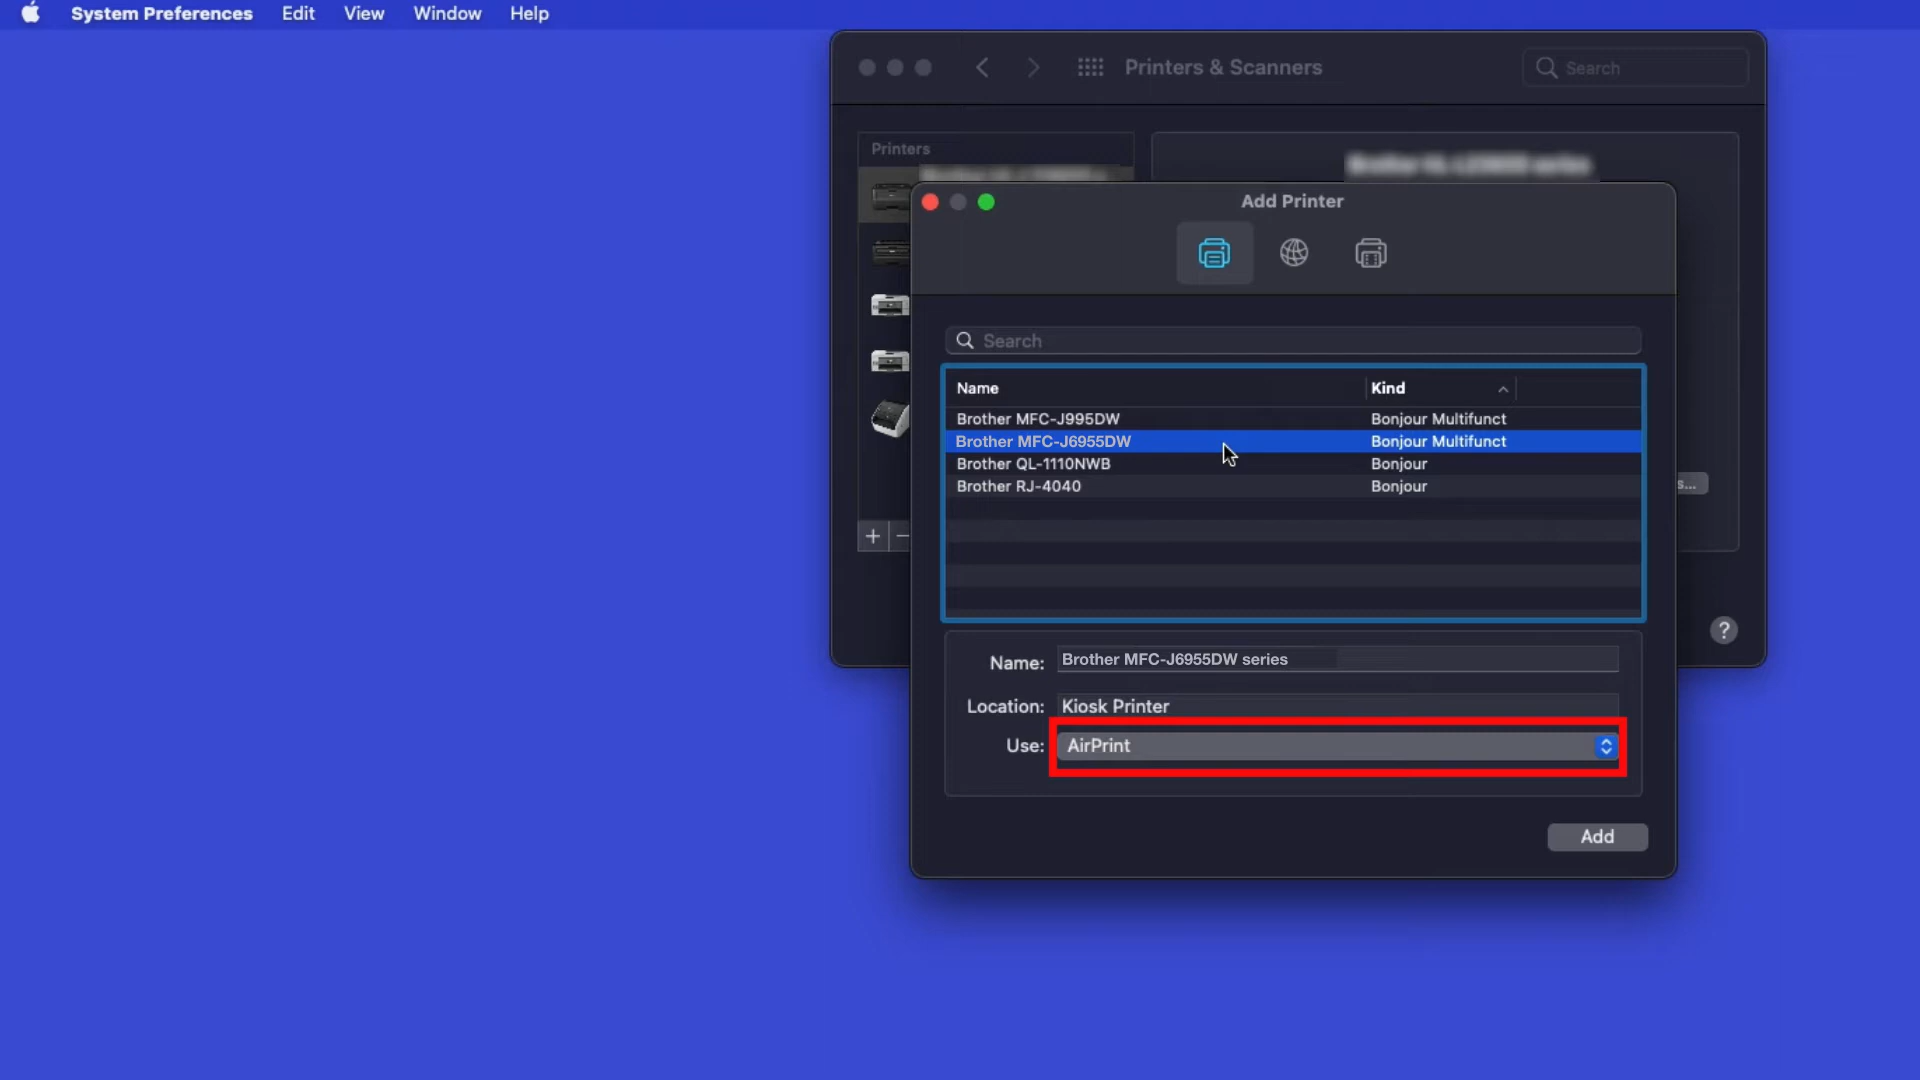 System Preferences Edit View Window Help
Printers & Scanners
Search
Printers
Add Printer
Search
Name Kind
Brother MFC-J995DW Bonjour Multifunct
Brother MFC-J6955DW Bonjour Multifunct
Brother QL-1110NWB Bonjour
Brother RJ-4040 Bonjour
s...
+ −
?
Name: Brother MFC-J6955DW series
Location: Kiosk Printer
Use: AirPrint
Add